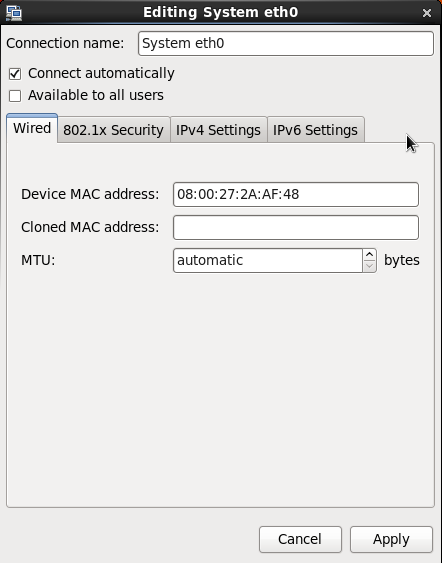 Editing System eth0
Connection name: System eth0
Connect automatically
Available to all users
Wired 802.1x Security IPv4 Settings IPv6 Settings
Device MAC address: 08:00:27:2A:AF:48
Cloned MAC address:
MTU: automatic bytes
Cancel Apply